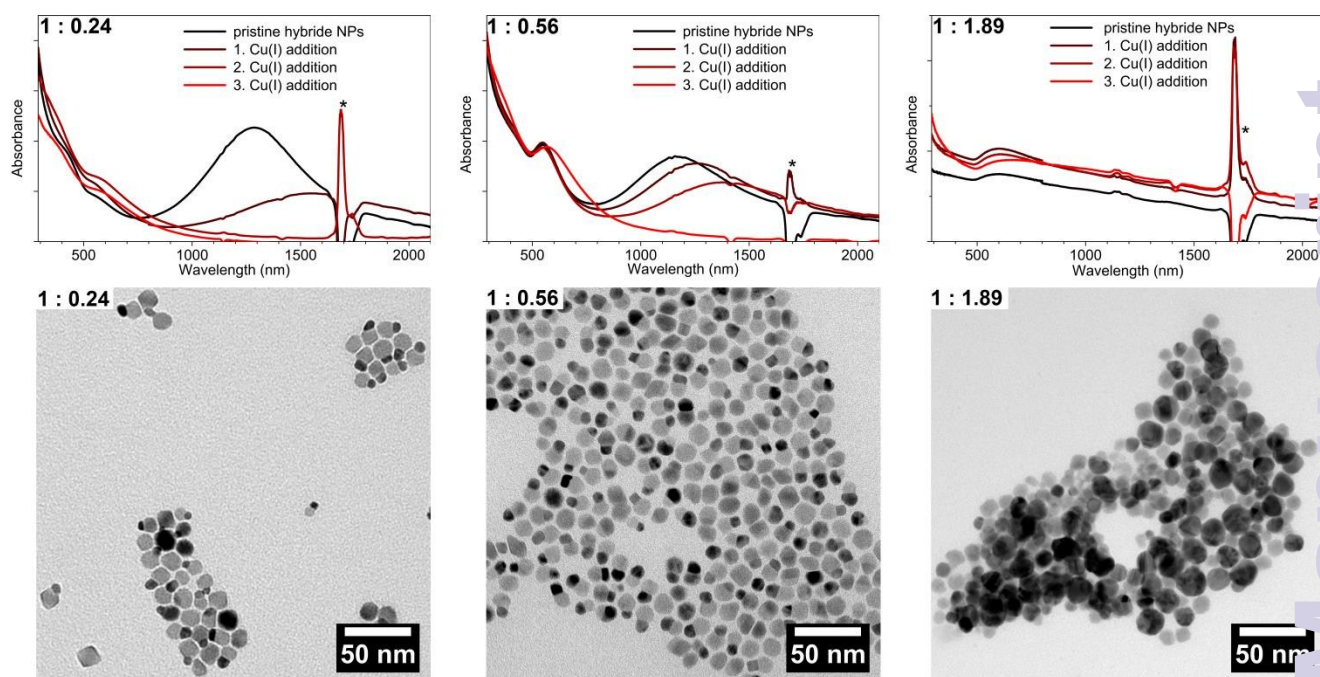 1 : 0.24
pristine hybride NPs
1. Cu(I) addition
2. Cu(I) addition
3. Cu(I) addition
*
Absorbance
500 1000 1500 2000
Wavelength (nm)
1 : 0.56
pristine hybride NPs
1. Cu(I) addition
2. Cu(I) addition
3. Cu(I) addition
*
Absorbance
500 1000 1500 2000
Wavelength (nm)
1 : 1.89
pristine hybride NPs
1. Cu(I) addition
2. Cu(I) addition
3. Cu(I) addition
*
Absorbance
500 1000 1500 2000
Wavelength (nm)
1 : 0.24
50 nm
1 : 0.56
50 nm
1 : 1.89
50 nm